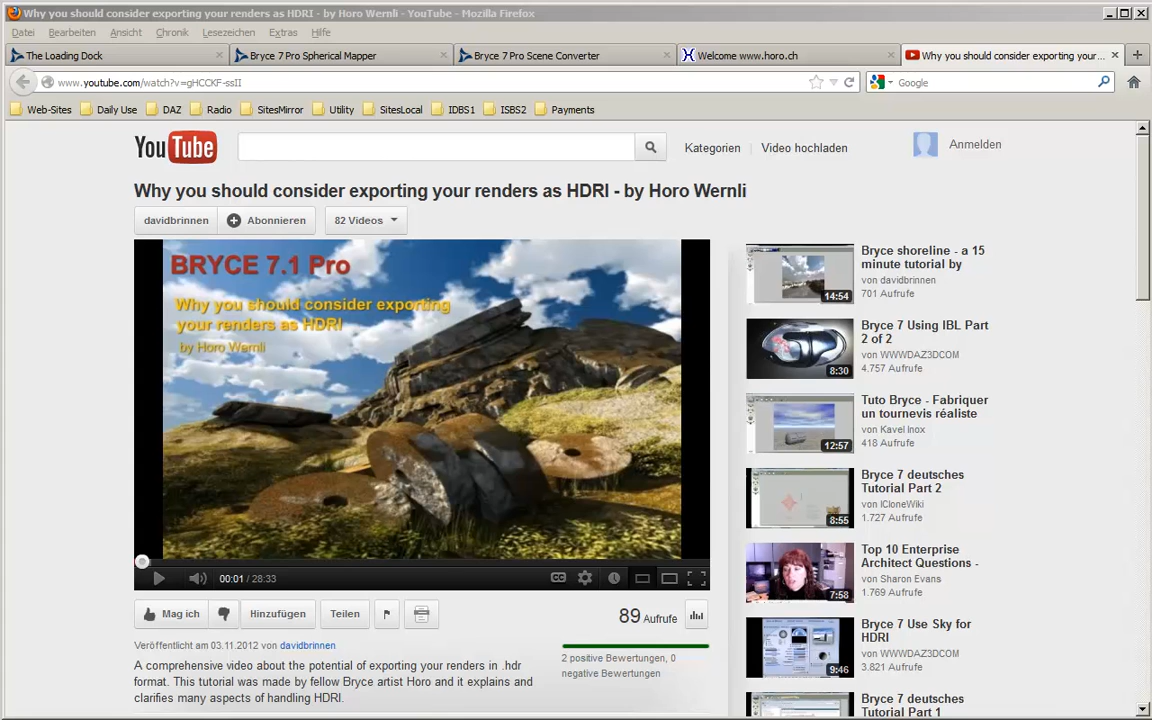 Why you should consider exporting your renders as HDRI - by Horo Wernli - YouTube - Mozilla Firefox
Datei Bearbeiten Ansicht Chronik Lesezeichen Extras Hilfe
The Loading Dock
Bryce 7 Pro Spherical Mapper
Bryce 7 Pro Scene Converter
Welcome www.horo.ch
Why you should consider exporting your ...
www.youtube.com/watch?v=gHCCKF-ssII
Google
Web-Sites Daily Use DAZ Radio SitesMirror Utility SitesLocal IDBS1 ISBS2 Payments
YouTube
Kategorien
Video hochladen
Anmelden
Why you should consider exporting your renders as HDRI - by Horo Wernli
davidbrinnen
Abonnieren
82 Videos
BRYCE 7.1 Pro
Why you should consider exporting
your renders as HDRI
by Horo Wernli
00:01 / 28:33
CC
Mag ich
Hinzufügen
Teilen
89 Aufrufe
Veröffentlicht am 03.11.2012 von davidbrinnen
A comprehensive video about the potential of exporting your renders in .hdr
format. This tutorial was made by fellow Bryce artist Horo and it explains and
clarifies many aspects of handling HDRI.
2 positive Bewertungen, 0
negative Bewertungen
14:54
Bryce shoreline - a 15
minute tutorial by
von davidbrinnen
701 Aufrufe
8:30
Bryce 7 Using IBL Part
2 of 2
von WWWDAZ3DCOM
4.757 Aufrufe
12:57
Tuto Bryce - Fabriquer
un tournevis réaliste
von Kavel Inox
418 Aufrufe
8:55
Bryce 7 deutsches
Tutorial Part 2
von ICloneWiki
1.727 Aufrufe
7:58
Top 10 Enterprise
Architect Questions -
von Sharon Evans
1.769 Aufrufe
9:46
Bryce 7 Use Sky for
HDRI
von WWWDAZ3DCOM
3.821 Aufrufe
Bryce 7 deutsches
Tutorial Part 1